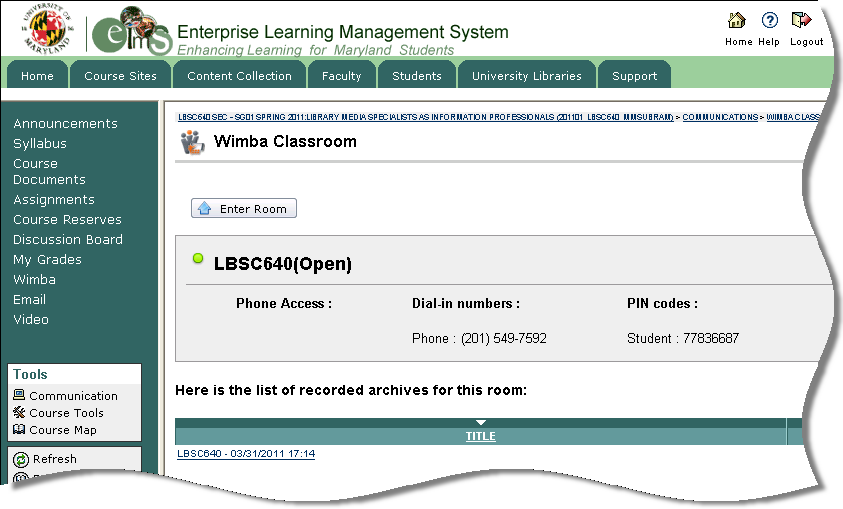 UNIVERSITY OF
18 56
MARYLAND
elms
Enterprise Learning Management System
Enhancing Learning for Maryland Students
Home Help Logout
Home Course Sites Content Collection Faculty Students University Libraries Support
Announcements
Syllabus
Course
Documents
Assignments
Course Reserves
Discussion Board
My Grades
Wimba
Email
Video
Tools
Communication
Course Tools
Course Map
Refresh
LBSC640 SEC - SG01 SPRING 2011:LIBRARY MEDIA SPECIALISTS AS INFORMATION PROFESSIONALS (201101_LBSC640_MMSUBRAM) > COMMUNICATIONS > WIMBA CLASS
Wimba Classroom
Enter Room
LBSC640(Open)
Phone Access : Dial-in numbers : PIN codes :
Phone : (201) 549-7592 Student : 77836687
Here is the list of recorded archives for this room:
TITLE
LBSC640 - 03/31/2011 17:14